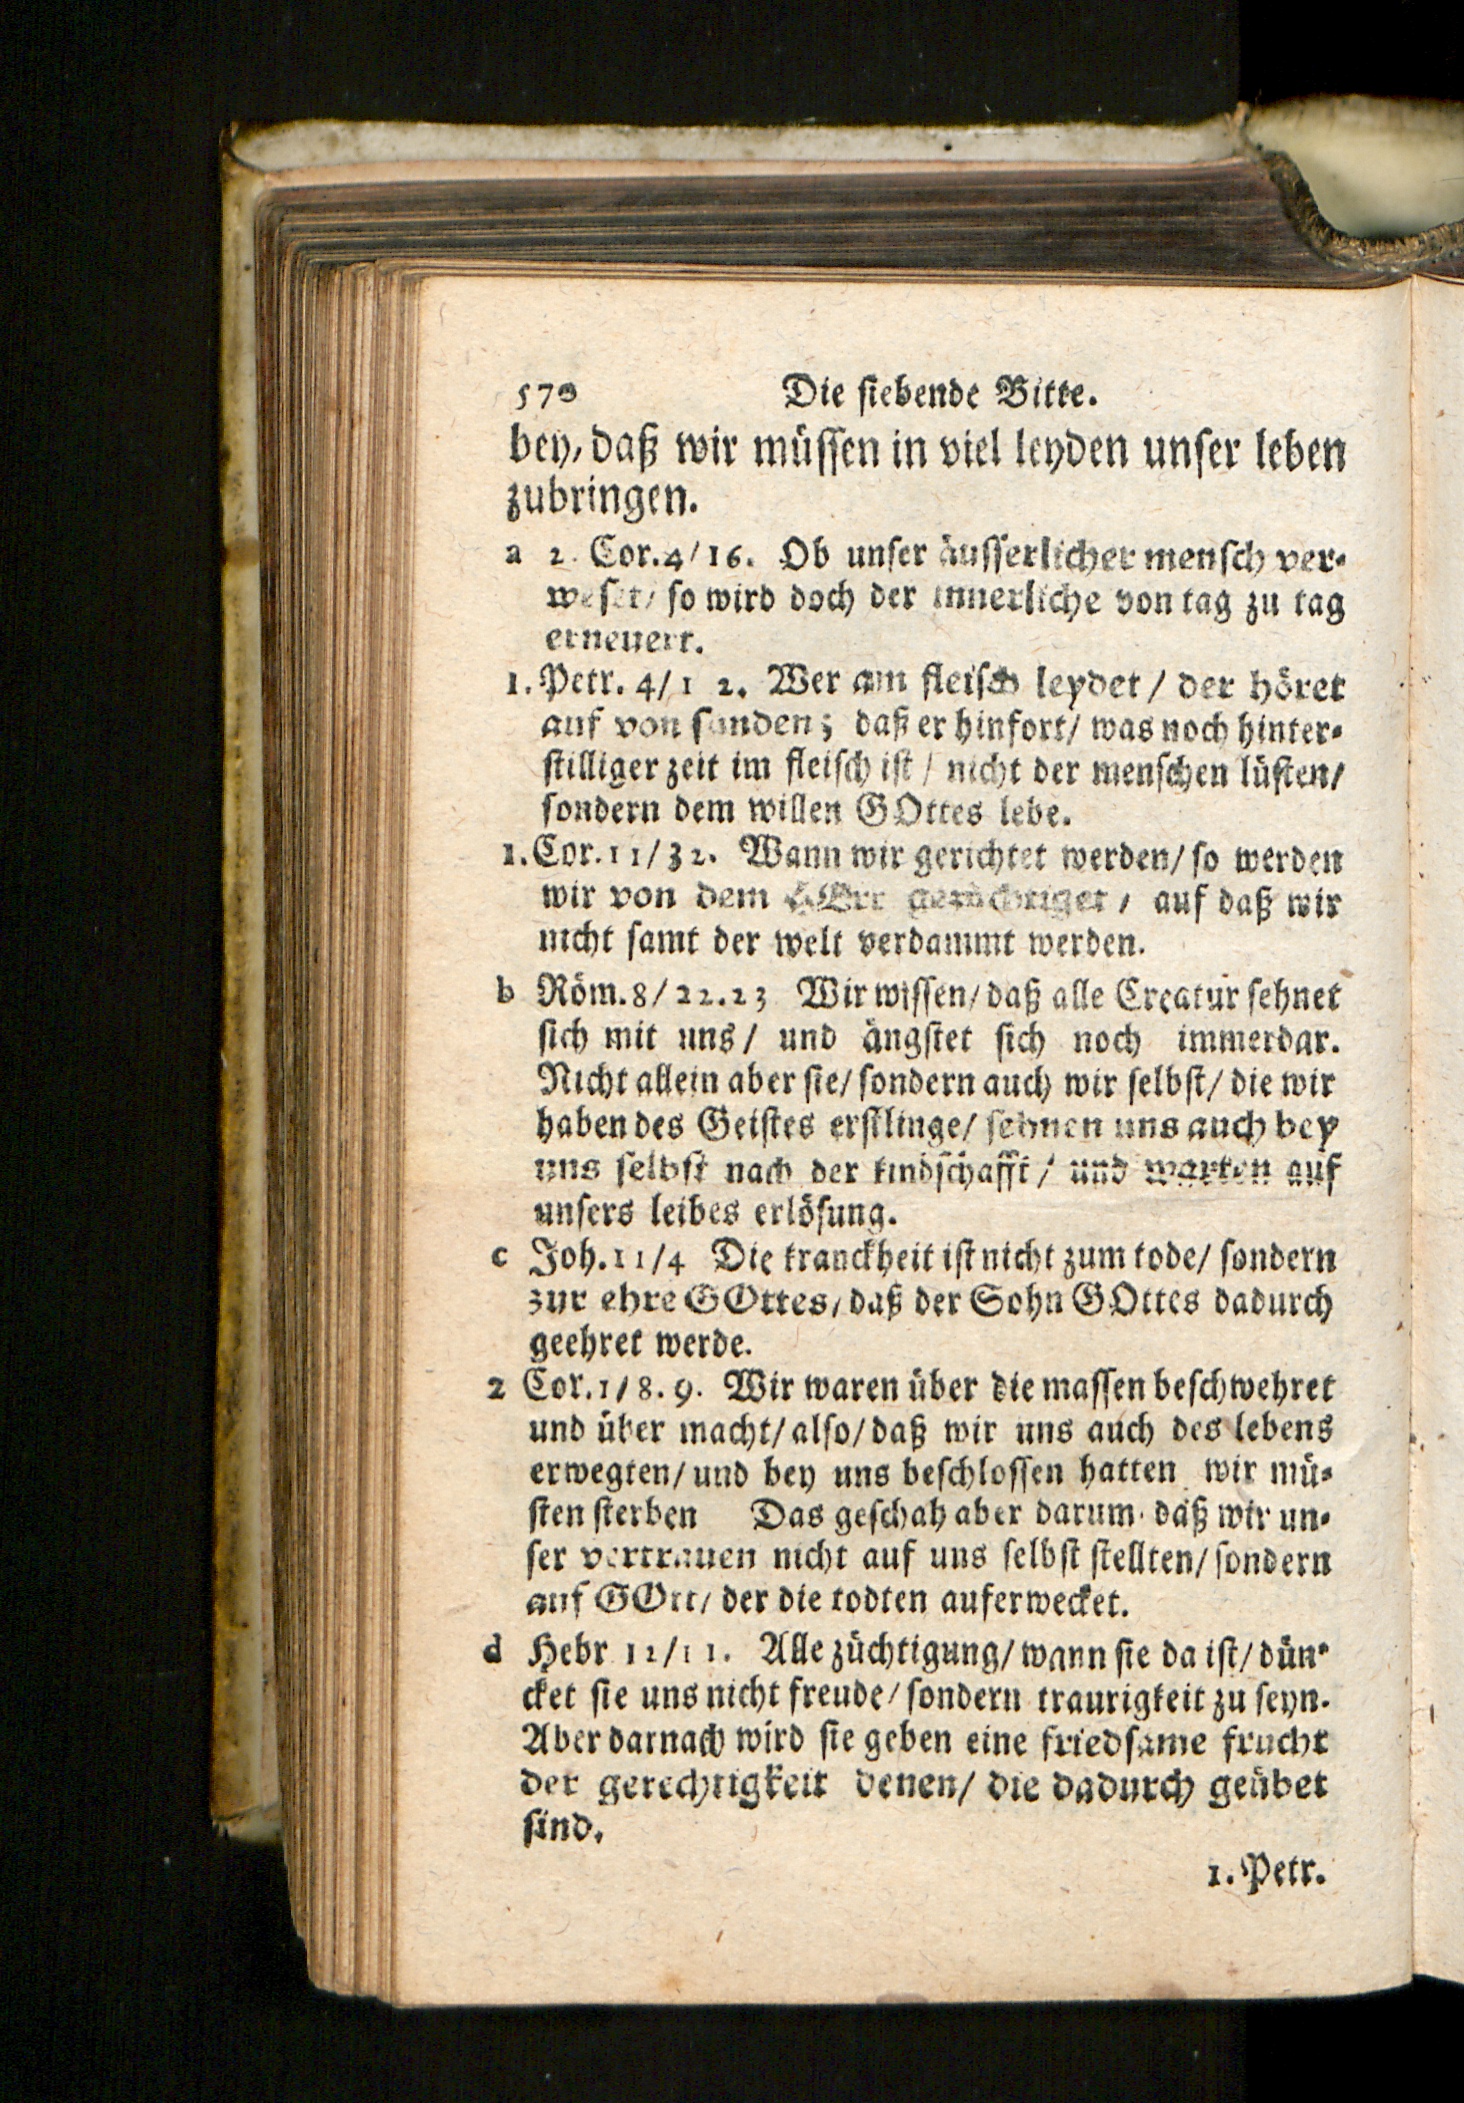 570 Die siebende Bitte.
bey, daß wir müssen in viel leyden unser leben
zubringen.
a 2. Cor. 4/16. Ob unser äusserlicher mensch ver-
weset/ so wird doch der innerliche von tag zu tag
erneuert.
1. Petr. 4/1 2. Wer am fleisch leydet/ der höret
auf von sünden; daß er hinfort/ was noch hinter-
stilliger zeit im fleisch ist/ nicht der menschen lüsten/
sondern dem willen GOttes lebe.
1. Cor. 11/32. Wann wir gerichtet werden/ so werden
wir von dem HErr gezüchtiget/ auf daß wir
nicht samt der welt verdammt werden.
b Röm. 8/22.23 Wir wissen/ daß alle Creatur sehnet
sich mit uns/ und ängstet sich noch immerdar.
Nicht allein aber sie/ sondern auch wir selbst/ die wir
haben des Geistes erstlinge/ sehnen uns auch bey
uns selbst nach der kindschafft/ und warten auf
unsers leibes erlösung.
c Joh. 11/4 Die kranckheit ist nicht zum tode/ sondern
zur ehre GOttes, daß der Sohn GOttes dadurch
geehret werde.
2 Cor. 1/8. 9. Wir waren über die massen beschwehret
und über macht/ also/ daß wir uns auch des lebens
erwegten/ und bey uns beschlossen hatten wir mü-
sten sterben Das geschah aber darum daß wir un-
ser vertrauen nicht auf uns selbst stellten/ sondern
auf GOtt/ der die todten auferwecket.
d Hebr 12/11. Alle züchtigung/ wann sie da ist/ dün-
cket sie uns nicht freude/ sondern traurigkeit zu seyn.
Aber darnach wird sie geben eine friedsame frucht
der gerechtigkeit denen/ die dadurch geübet
sind.
1. Petr.